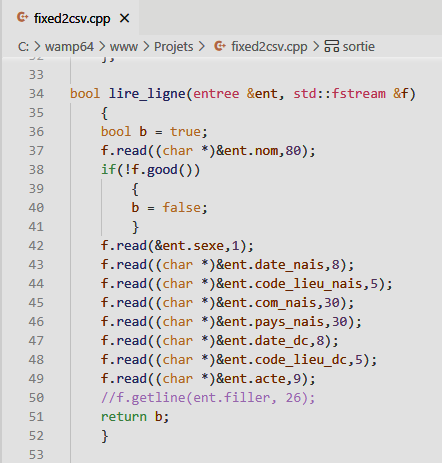 fixed2csv.cpp ×
C: > wamp64 > www > Projets > fixed2csv.cpp > sortie
32 };
33
34 bool lire_ligne(entree &ent, std::fstream &f)
35 {
36 bool b = true;
37 f.read((char *)&ent.nom,80);
38 if(!f.good())
39 {
40 b = false;
41 }
42 f.read(&ent.sexe,1);
43 f.read((char *)&ent.date_nais,8);
44 f.read((char *)&ent.code_lieu_nais,5);
45 f.read((char *)&ent.com_nais,30);
46 f.read((char *)&ent.pays_nais,30);
47 f.read((char *)&ent.date_dc,8);
48 f.read((char *)&ent.code_lieu_dc,5);
49 f.read((char *)&ent.acte,9);
50 //f.getline(ent.filler, 26);
51 return b;
52 }
53